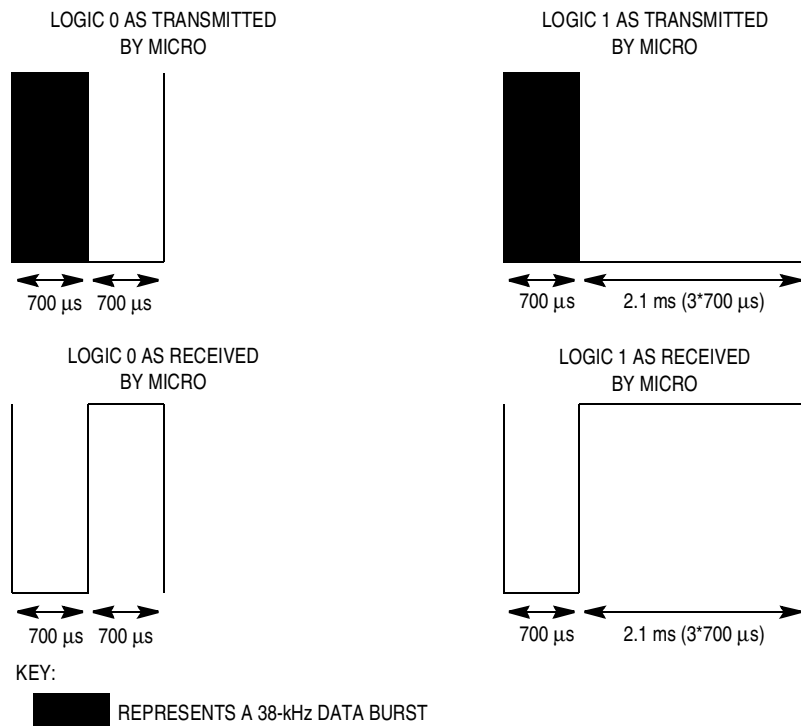 LOGIC 0 AS TRANSMITTED
BY MICRO
700 µs 700 µs
LOGIC 1 AS TRANSMITTED
BY MICRO
700 µs 2.1 ms (3*700 µs)
LOGIC 0 AS RECEIVED
BY MICRO
700 µs 700 µs
LOGIC 1 AS RECEIVED
BY MICRO
700 µs 2.1 ms (3*700 µs)
KEY:
REPRESENTS A 38-kHz DATA BURST